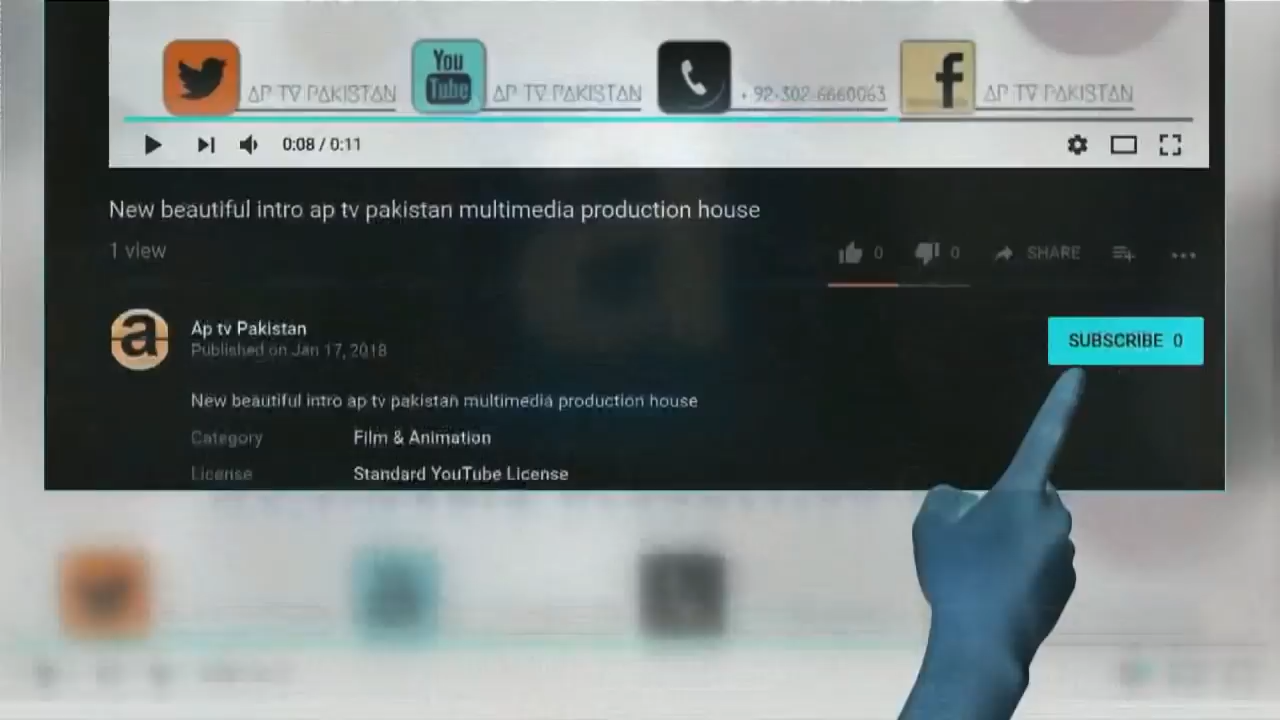 You
Tube
AP TV PAKISTAN AP TV PAKISTAN + 92-302-6660063 AP TV PAKISTAN
0:08 / 0:11
New beautiful intro ap tv pakistan multimedia production house
1 view
0 0 SHARE
Ap tv Pakistan
Published on Jan 17, 2018
SUBSCRIBE 0
New beautiful intro ap tv pakistan multimedia production house
Category Film & Animation
License Standard YouTube License